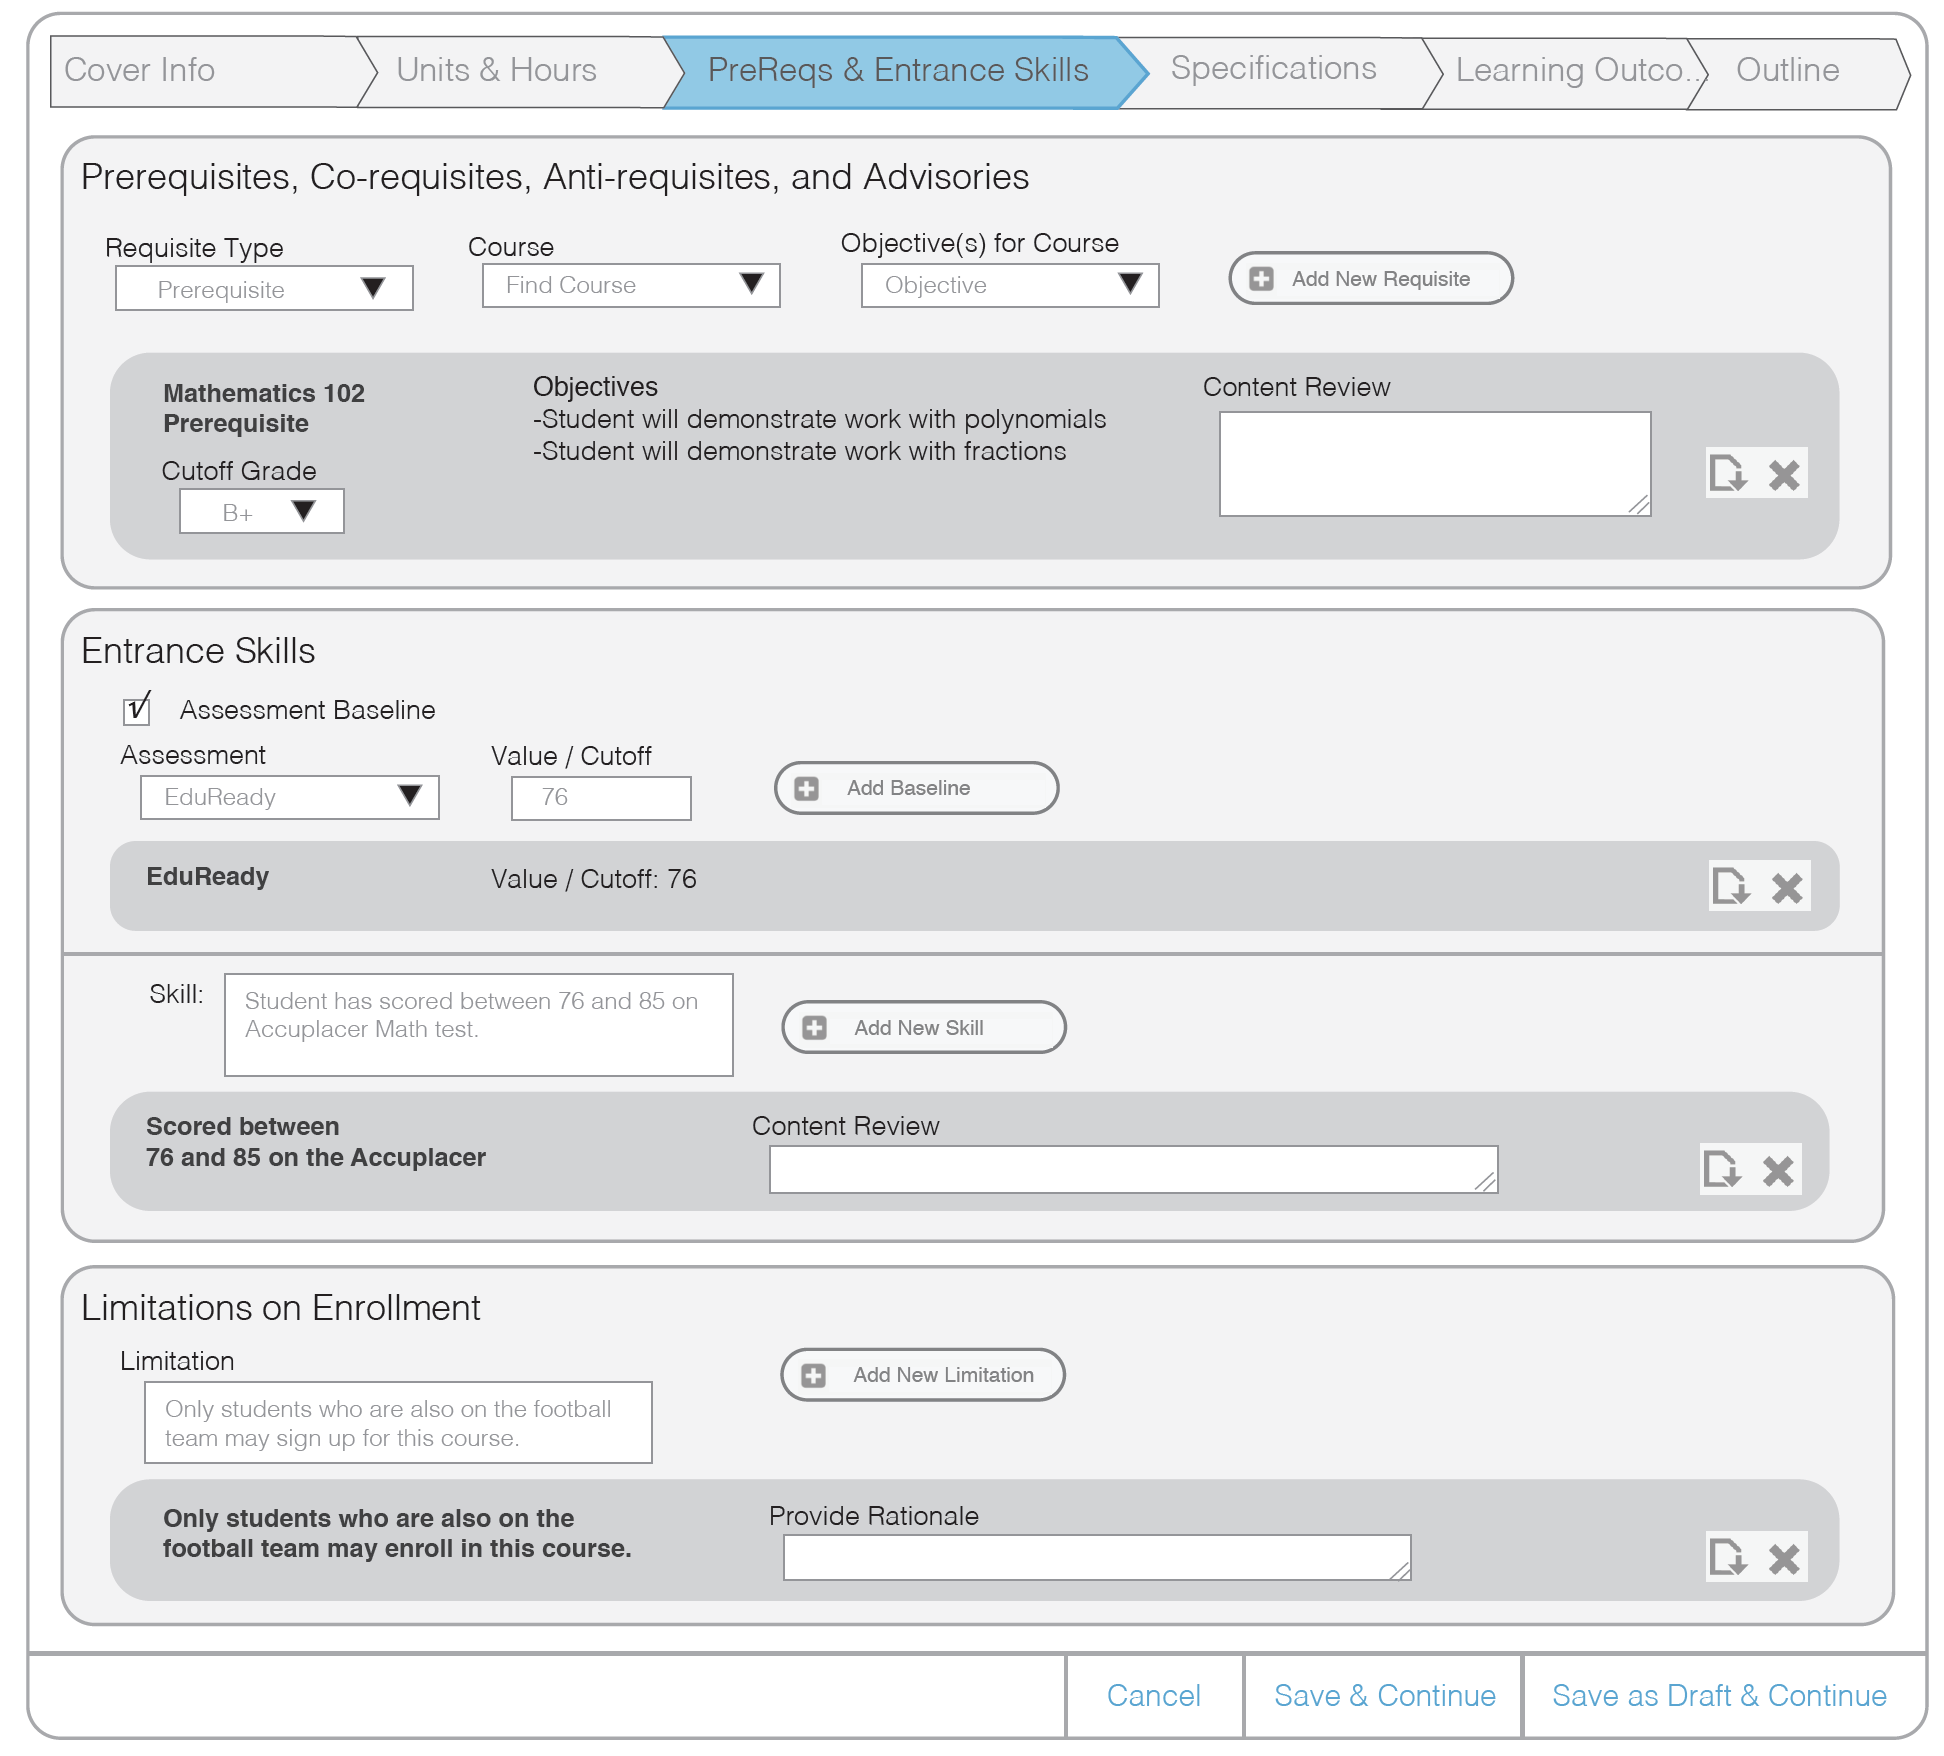 Cover Info
Units & Hours
PreReqs & Entrance Skills
Specifications
Learning Outco..
Outline
Prerequisites, Co-requisites, Anti-requisites, and Advisories
Requisite Type
Course
Objective(s) for Course
Prerequisite
Find Course
Objective
Add New Requisite
Mathematics 102
Prerequisite
Cutoff Grade
B+
Objectives
-Student will demonstrate work with polynomials
-Student will demonstrate work with fractions
Content Review
Entrance Skills
Assessment Baseline
Assessment
Value / Cutoff
EduReady
76
Add Baseline
EduReady
Value / Cutoff: 76
Skill:
Student has scored between 76 and 85 on
Accuplacer Math test.
Add New Skill
Scored between
76 and 85 on the Accuplacer
Content Review
Limitations on Enrollment
Limitation
Only students who are also on the football
team may sign up for this course.
Add New Limitation
Only students who are also on the
football team may enroll in this course.
Provide Rationale
Cancel
Save & Continue
Save as Draft & Continue